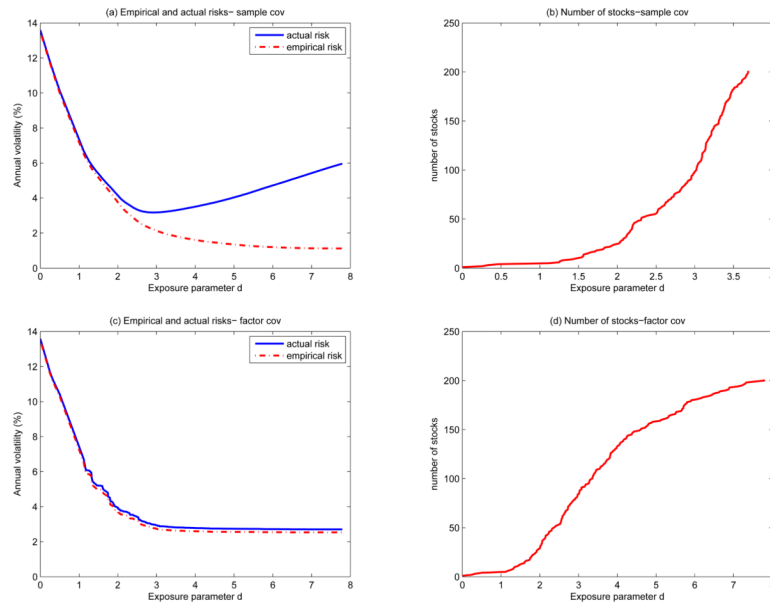 (a) Empirical and actual risks− sample cov
14
12
10
8
6
4
2
0
Annual volatility (%)
actual risk
empirical risk
0 1 2 3 4 5 6 7 8
Exposure parameter d
(b) Number of stocks−sample cov
250
200
150
100
50
0
number of stocks
0 0.5 1 1.5 2 2.5 3 3.5
Exposure parameter d
(c) Empirical and actual risks− factor cov
14
12
10
8
6
4
2
0
Annual volatility (%)
actual risk
empirical risk
0 1 2 3 4 5 6 7 8
Exposure parameter d
(d) Number of stocks−factor cov
250
200
150
100
50
0
number of stocks
0 1 2 3 4 5 6 7
Exposure parameter d